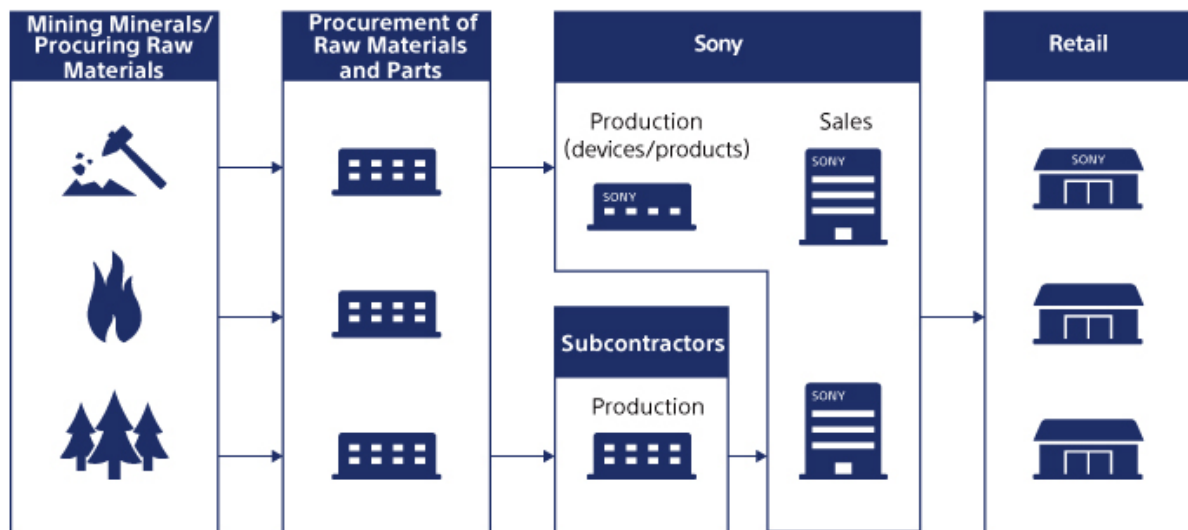 Mining Minerals/
Procuring Raw
Materials
Procurement of
Raw Materials
and Parts
Sony
Retail
Production
(devices/products)
Sales
SONY
SONY
SONY
Subcontractors
Production
SONY